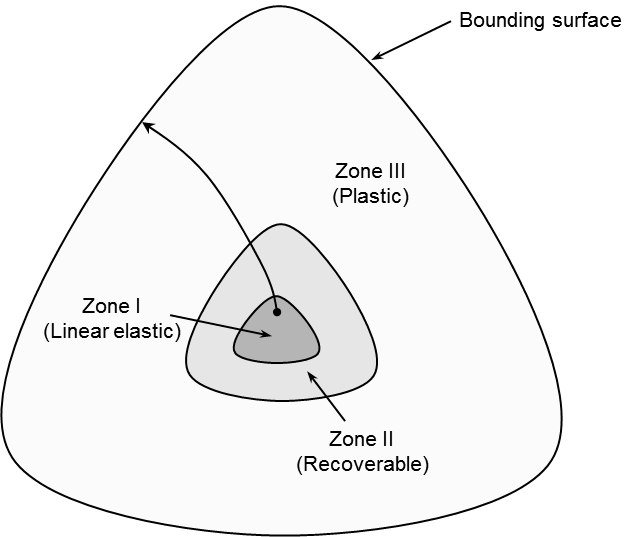 Bounding surface
Zone III
(Plastic)
Zone I
(Linear elastic)
Zone II
(Recoverable)